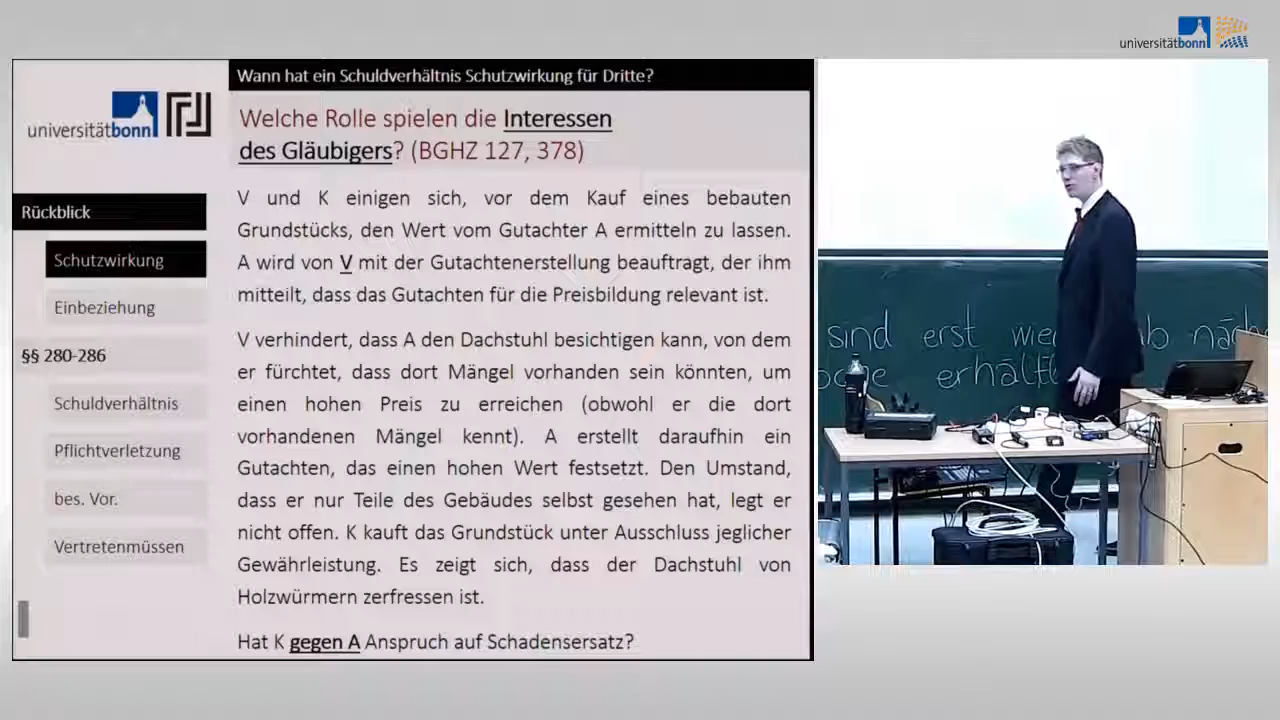 universitätbonn
Wann hat ein Schuldverhältnis Schutzwirkung für Dritte?
universitätbonn
Welche Rolle spielen die Interessen
des Gläubigers? (BGHZ 127, 378)
Rückblick
Schutzwirkung
Einbeziehung
§§ 280-286
Schuldverhältnis
Pflichtverletzung
bes. Vor.
Vertretenmüssen
V und K einigen sich, vor dem Kauf eines bebauten
Grundstücks, den Wert vom Gutachter A ermitteln zu lassen.
A wird von V mit der Gutachtenerstellung beauftragt, der ihm
mitteilt, dass das Gutachten für die Preisbildung relevant ist.
V verhindert, dass A den Dachstuhl besichtigen kann, von dem
er fürchtet, dass dort Mängel vorhanden sein könnten, um
einen hohen Preis zu erreichen (obwohl er die dort
vorhandenen Mängel kennt). A erstellt daraufhin ein
Gutachten, das einen hohen Wert festsetzt. Den Umstand,
dass er nur Teile des Gebäudes selbst gesehen hat, legt er
nicht offen. K kauft das Grundstück unter Ausschluss jeglicher
Gewährleistung. Es zeigt sich, dass der Dachstuhl von
Holzwürmern zerfressen ist.
Hat K gegen A Anspruch auf Schadensersatz?
sind erst
erhält